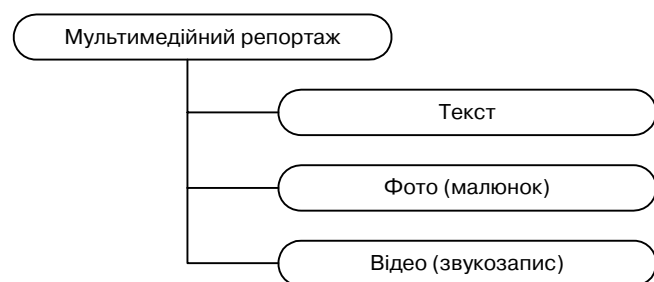 Мультимедійний репортаж
Текст
Фото (малюнок)
Відео (звукозапис)